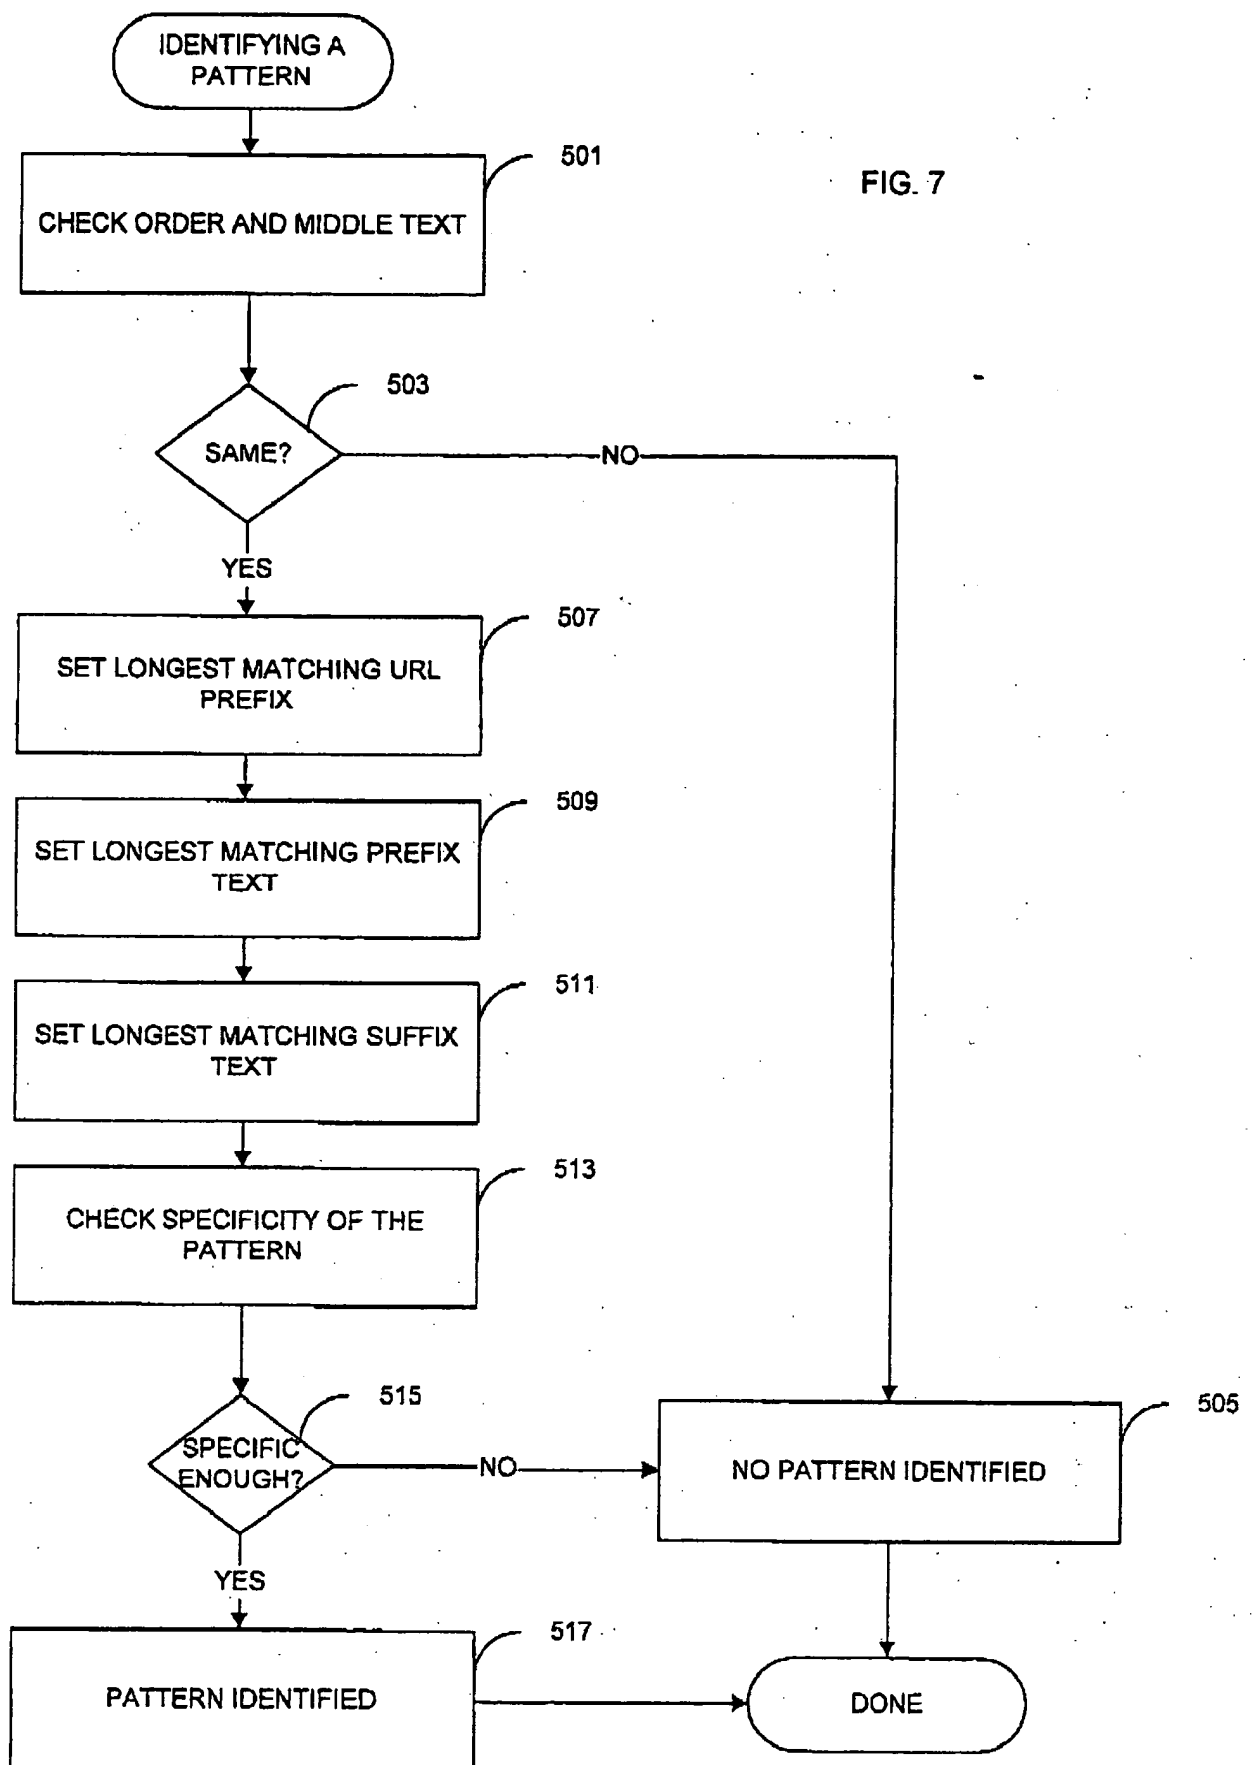 IDENTIFYING A
PATTERN
501
FIG. 7
CHECK ORDER AND MIDDLE TEXT
503
SAME?
NO
YES
507
SET LONGEST MATCHING URL
PREFIX
509
SET LONGEST MATCHING PREFIX
TEXT
511
SET LONGEST MATCHING SUFFIX
TEXT
513
CHECK SPECIFICITY OF THE
PATTERN
515
505
SPECIFIC
ENOUGH?
NO
NO PATTERN IDENTIFIED
YES
517
PATTERN IDENTIFIED
DONE